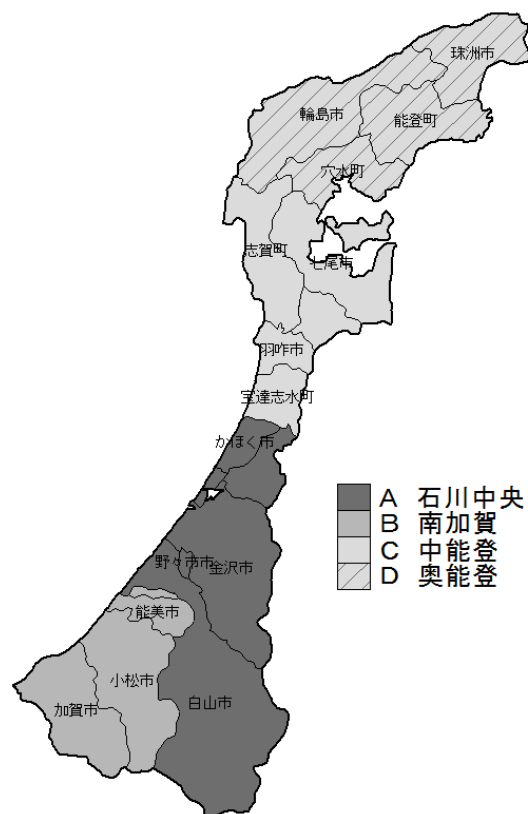 珠洲市
輪島市
能登町
穴水町
志賀町
七尾市
羽咋市
宝達志水町
かほく市
A 石川中央
B 南加賀
C 中能登
D 奥能登
野々市市
金沢市
能美市
小松市
白山市
加賀市